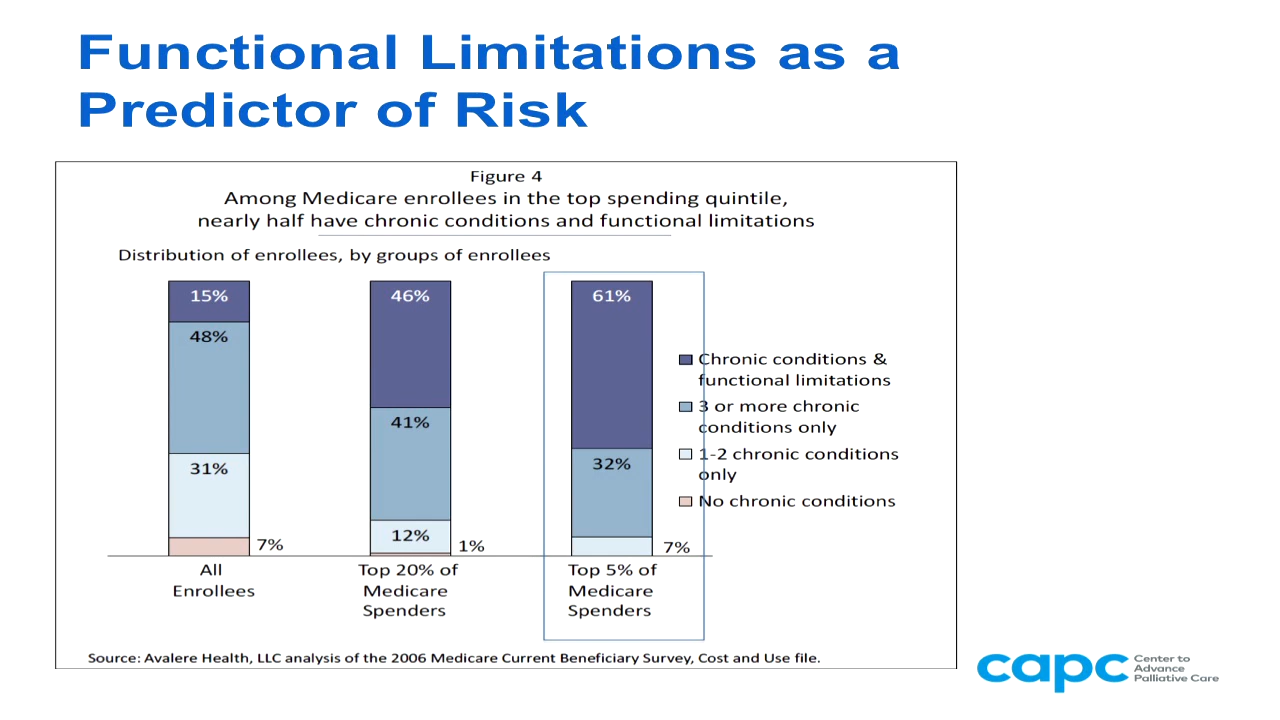 Functional Limitations as a
Predictor of Risk
Figure 4
Among Medicare enrollees in the top spending quintile,
nearly half have chronic conditions and functional limitations
Distribution of enrollees, by groups of enrollees
15%
48%
31%
7%
46%
41%
12%
1%
61%
32%
7%
Chronic conditions &
functional limitations
3 or more chronic
conditions only
1-2 chronic conditions
only
No chronic conditions
All
Enrollees
Top 20% of
Medicare
Spenders
Top 5% of
Medicare
Spenders
Source: Avalere Health, LLC analysis of the 2006 Medicare Current Beneficiary Survey, Cost and Use file.
capc
Center to
Advance
Palliative Care